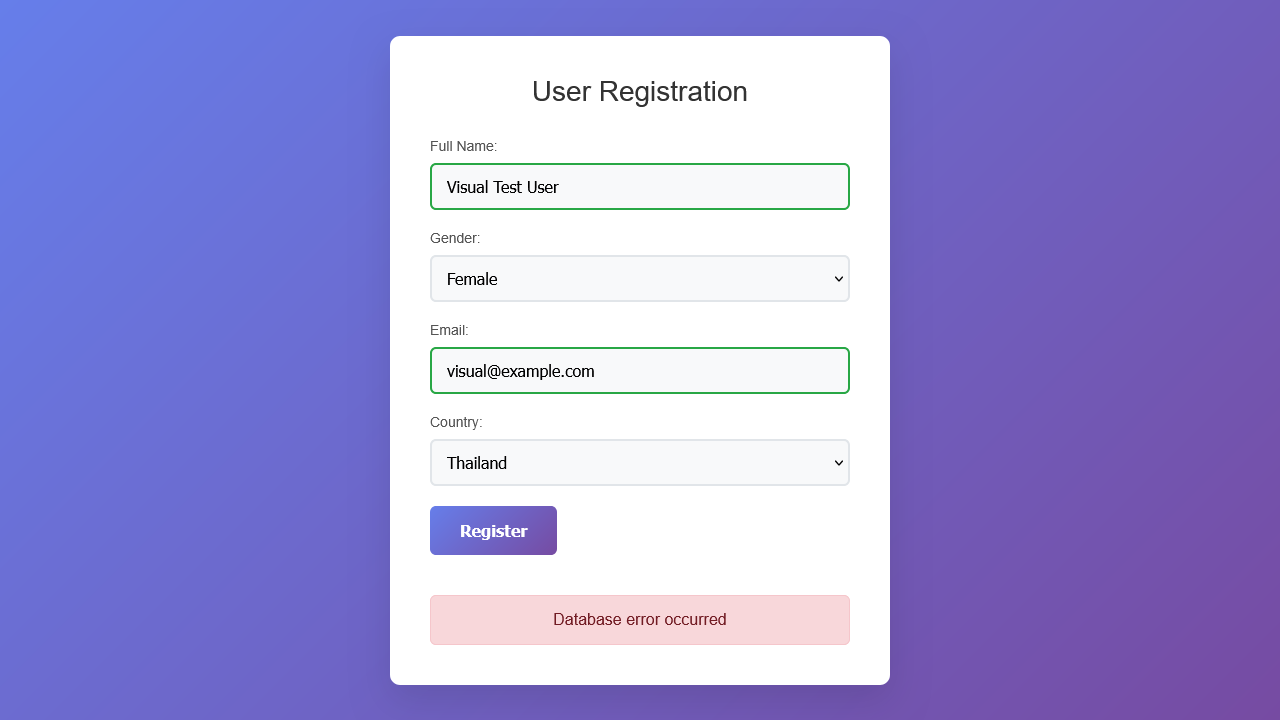 User Registration
Full Name:
Visual Test User
Gender:
Female
Email:
visual@example.com
Country:
Thailand
Register
Database error occurred